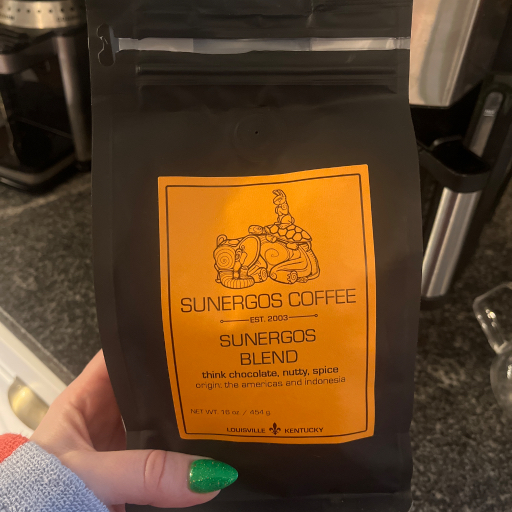 SUNERGOS COFFEE
EST. 2003
SUNERGOS
BLEND
think chocolate, nutty, spice
origin, the americas and indonesia
NET WT. 16 oz / 454 g
LOUISVILLE KENTUCKY